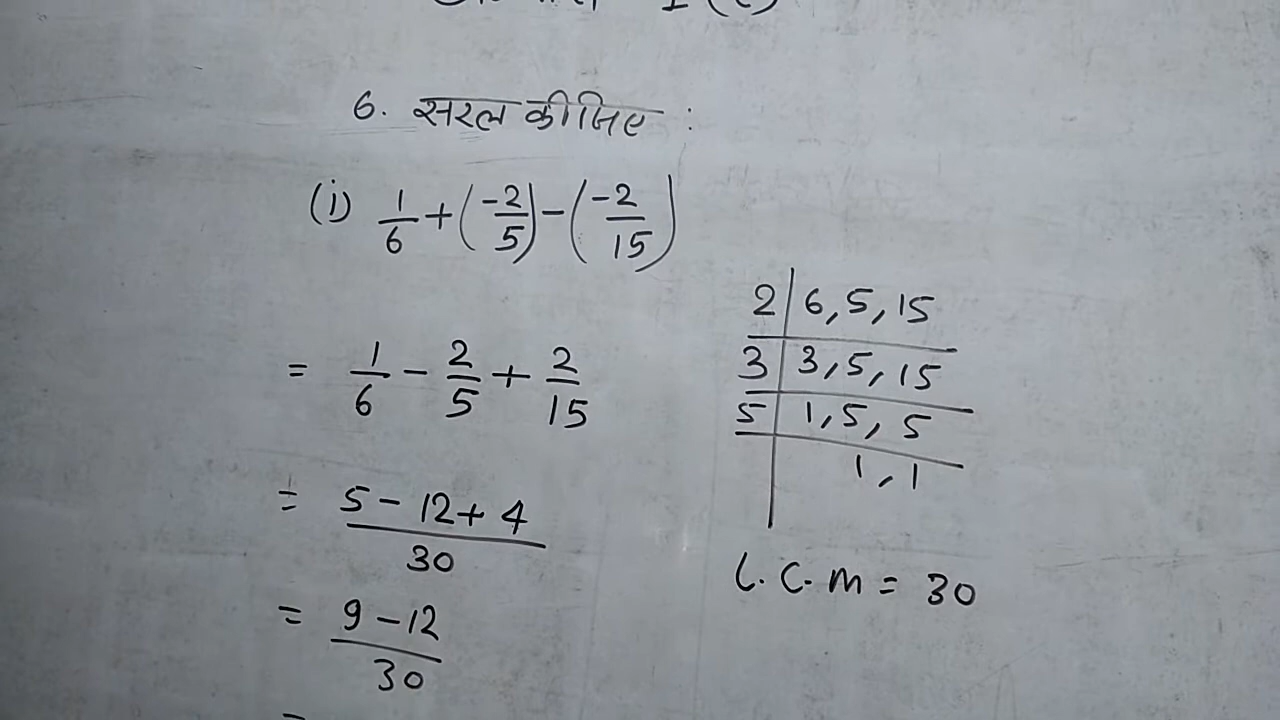 6. सरल कीजिए :
(i) 1/6 + (-2/5) - (-2/15)
= 1/6 - 2/5 + 2/15
= 5 - 12 + 4 / 30
= 9 - 12 / 30
=
2 | 6, 5, 15
3 | 3, 5, 15
5 | 1, 5, 5
1, 1
L.C.m = 30